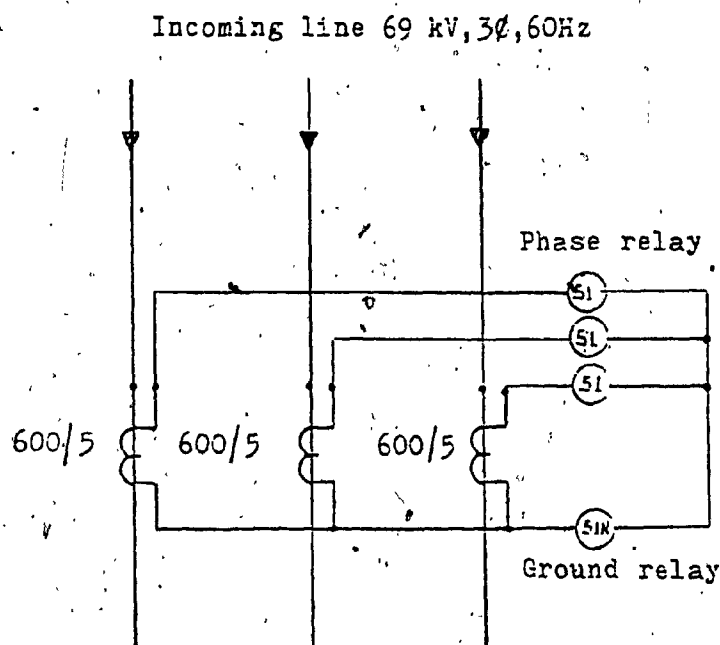 Incoming line 69 kV,3ø,60Hz
Phase relay
51
51
51
600/5 600/5 600/5
51N
Ground relay